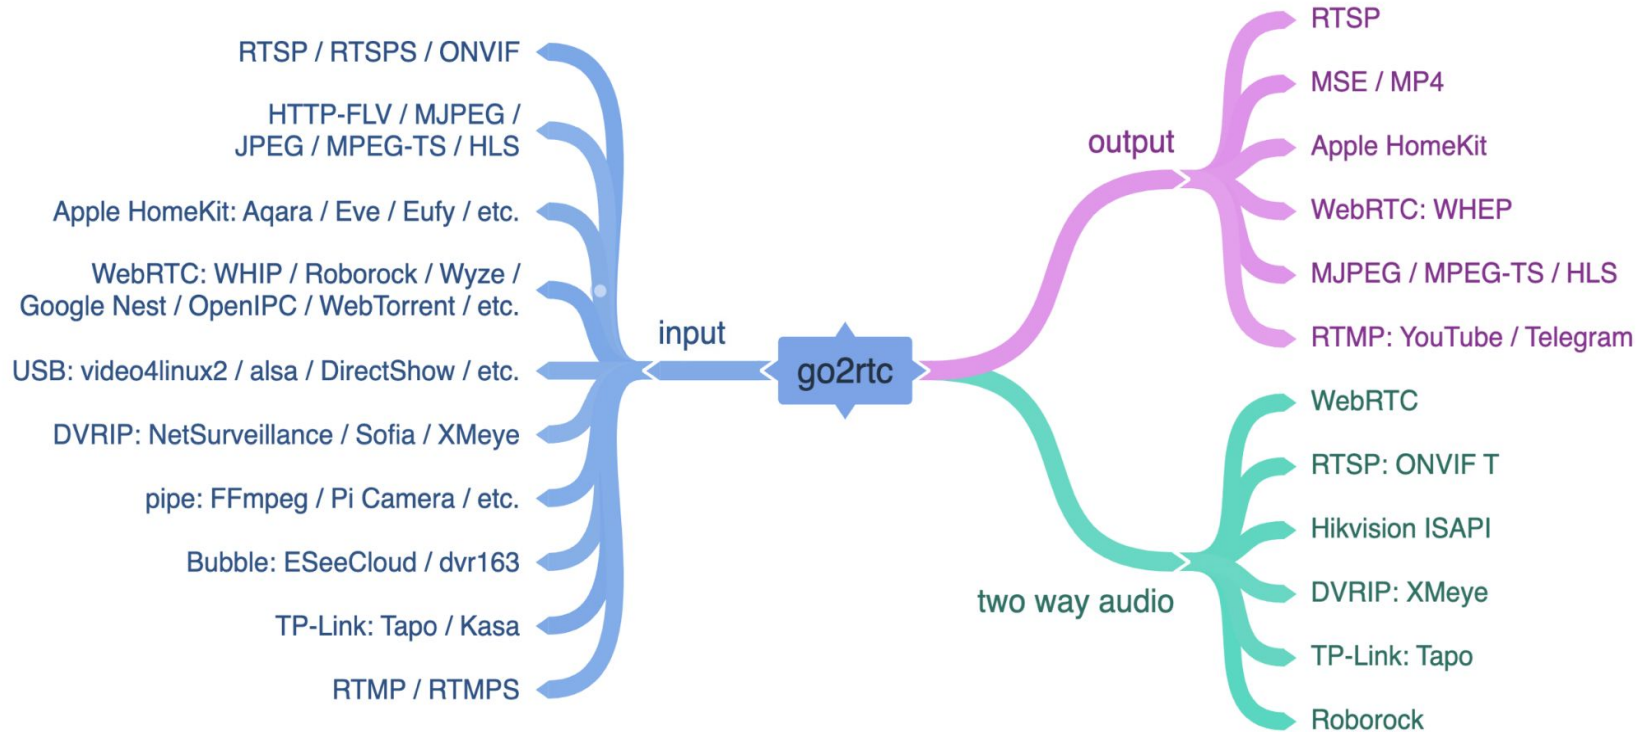 RTSP / RTSPS / ONVIF
HTTP-FLV / MJPEG /
JPEG / MPEG-TS / HLS
Apple HomeKit: Aqara / Eve / Eufy / etc.
WebRTC: WHIP / Roborock / Wyze /
Google Nest / OpenIPC / WebTorrent / etc.
USB: video4linux2 / alsa / DirectShow / etc.
DVRIP: NetSurveillance / Sofia / XMeye
pipe: FFmpeg / Pi Camera / etc.
Bubble: ESeeCloud / dvr163
TP-Link: Tapo / Kasa
RTMP / RTMPS
input
go2rtc
output
RTSP
MSE / MP4
Apple HomeKit
WebRTC: WHEP
MJPEG / MPEG-TS / HLS
RTMP: YouTube / Telegram
two way audio
WebRTC
RTSP: ONVIF T
Hikvision ISAPI
DVRIP: XMeye
TP-Link: Tapo
Roborock